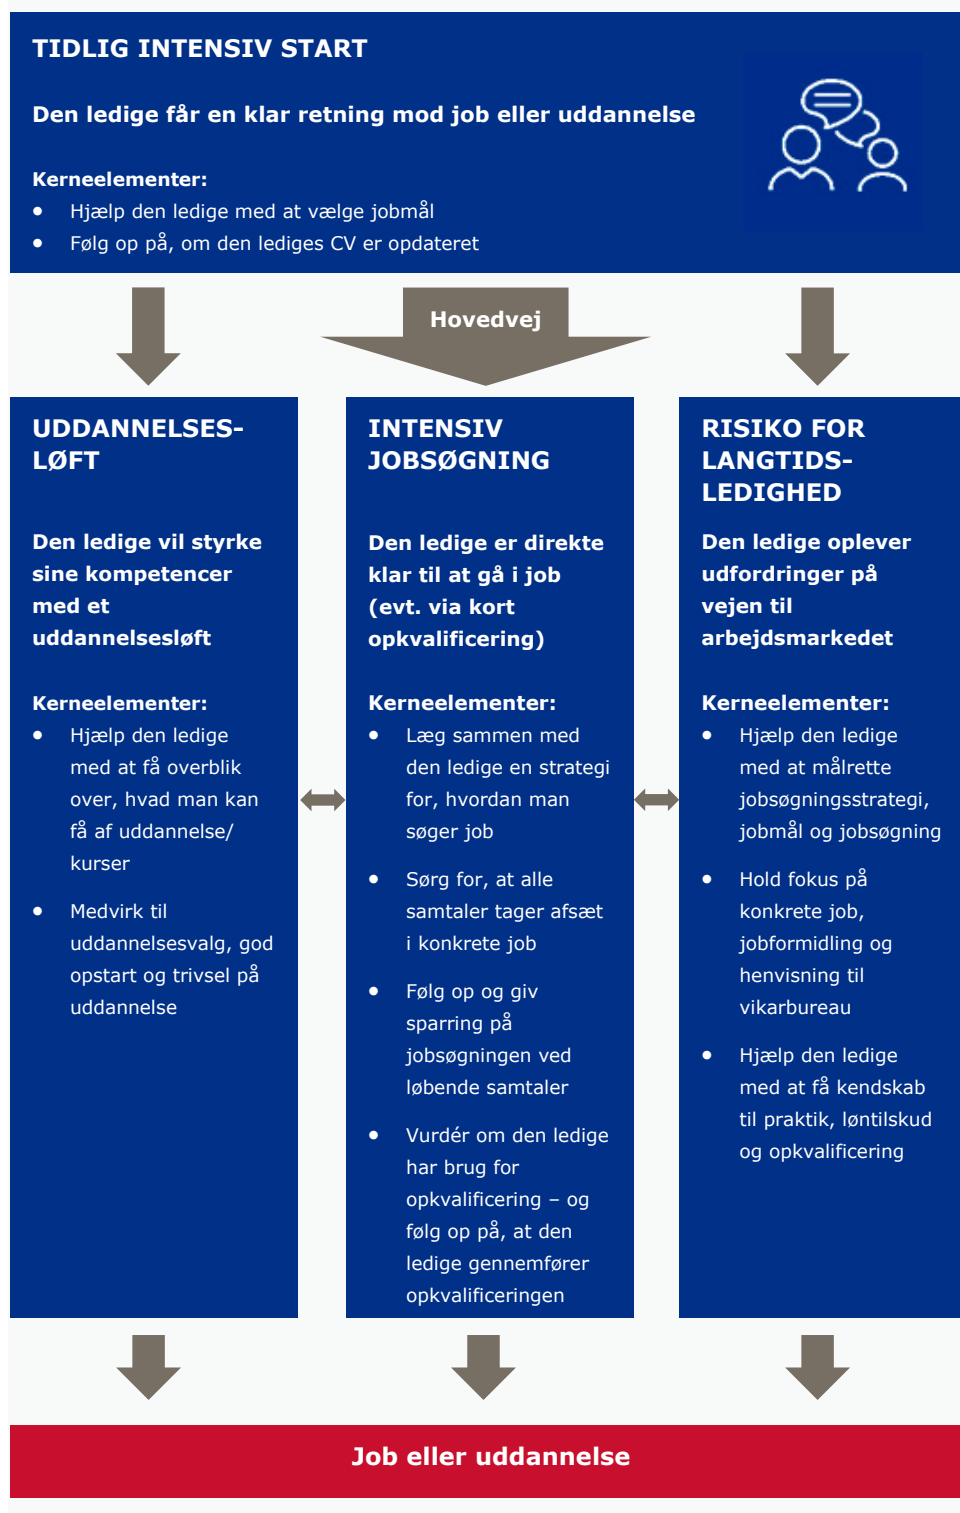 TIDLIG INTENSIV START
Den ledige får en klar retning mod job eller uddannelse
Kerneelementer:
• Hjælp den ledige med at vælge jobmål
• Følg op på, om den lediges CV er opdateret
Hovedvej
UDDANNELSES-
LØFT
Den ledige vil styrke
sine kompetencer
med et
uddannelsesløft
Kerneelementer:
• Hjælp den ledige
med at få overblik
over, hvad man kan
få af uddannelse/
kurser
• Medvirk til
uddannelsesvalg, god
opstart og trivsel på
uddannelse
INTENSIV
JOBSØGNING
Den ledige er direkte
klar til at gå i job
(evt. via kort
opkvalificering)
Kerneelementer:
• Læg sammen med
den ledige en strategi
for, hvordan man
søger job
• Sørg for, at alle
samtaler tager afsæt
i konkrete job
• Følg op og giv
sparring på
jobsøgningen ved
løbende samtaler
• Vurdér om den ledige
har brug for
opkvalificering – og
følg op på, at den
ledige gennemfører
opkvalificeringen
RISIKO FOR
LANGTIDS-
LEDIGHED
Den ledige oplever
udfordringer på
vejen til
arbejdsmarkedet
Kerneelementer:
• Hjælp den ledige
med at målrette
jobsøgningsstrategi,
jobmål og jobsøgning
• Hold fokus på
konkrete job,
jobformidling og
henvisning til
vikarbureau
• Hjælp den ledige
med at få kendskab
til praktik, løntilskud
og opkvalificering
Job eller uddannelse